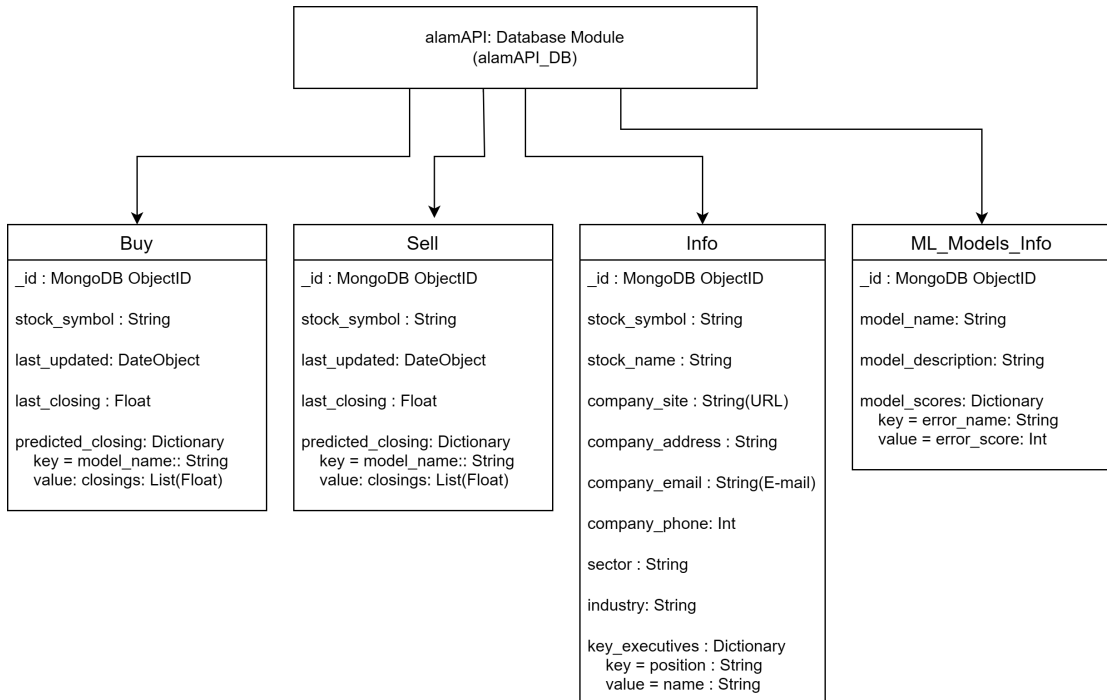 alamAPI: Database Module
(alamAPI_DB)
Buy
_id : MongoDB ObjectID
stock_symbol : String
last_updated: DateObject
last_closing : Float
predicted_closing: Dictionary
key = model_name:: String
value: closings: List(Float)
Sell
_id : MongoDB ObjectID
stock_symbol : String
last_updated: DateObject
last_closing : Float
predicted_closing: Dictionary
key = model_name:: String
value: closings: List(Float)
Info
_id : MongoDB ObjectID
stock_symbol : String
stock_name : String
company_site : String(URL)
company_address : String
company_email : String(E-mail)
company_phone: Int
sector : String
industry: String
key_executives : Dictionary
key = position : String
value = name : String
ML_Models_Info
_id : MongoDB ObjectID
model_name: String
model_description: String
model_scores: Dictionary
key = error_name: String
value = error_score: Int